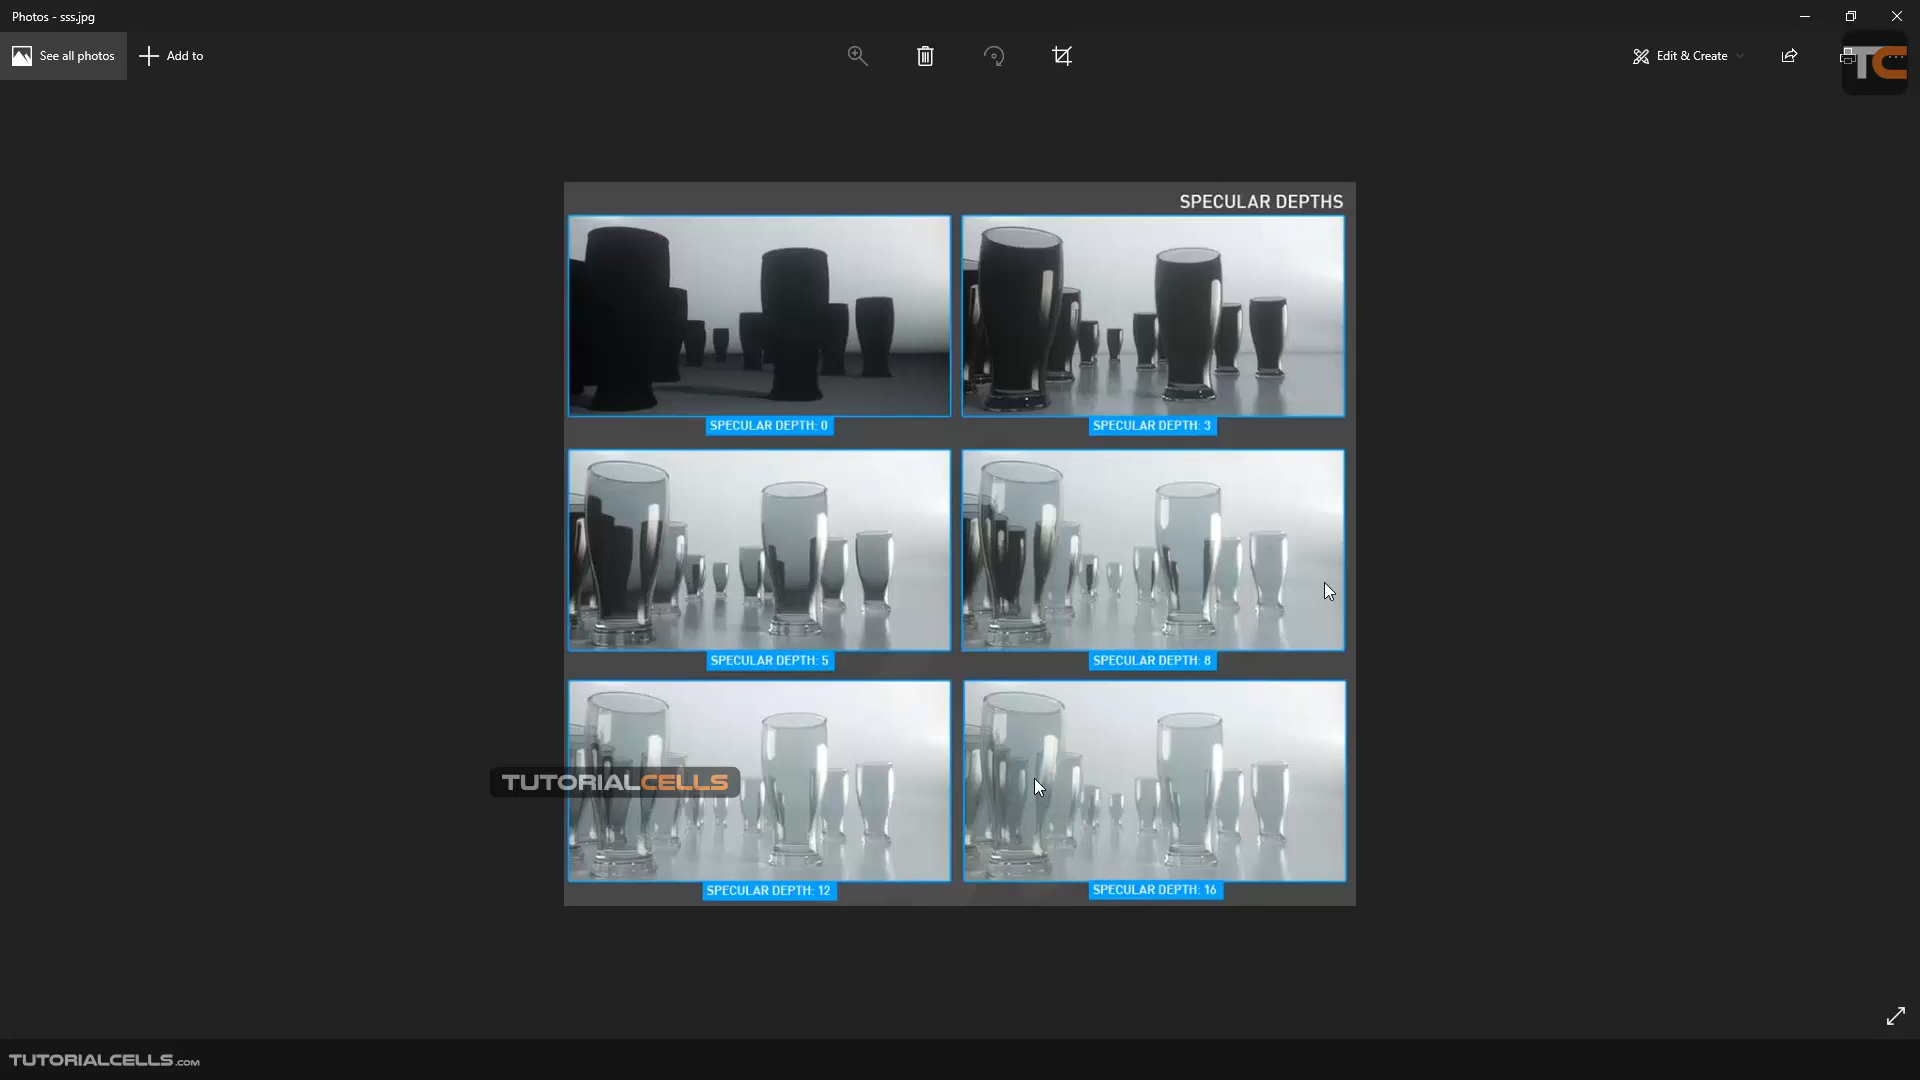 Photos - sss.jpg
See all photos
Add to
Edit & Create
TC
SPECULAR DEPTHS
SPECULAR DEPTH: 0
SPECULAR DEPTH: 3
SPECULAR DEPTH: 5
SPECULAR DEPTH: 8
TUTORIALCELLS
SPECULAR DEPTH: 12
SPECULAR DEPTH: 16
TUTORIALCELLS.COM